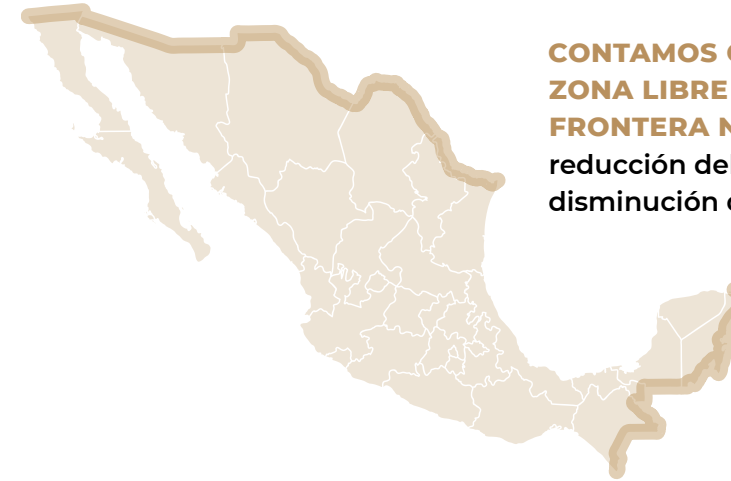 CONTAMOS
ZONA LIBRE
FRONTERA
reducción del
disminución